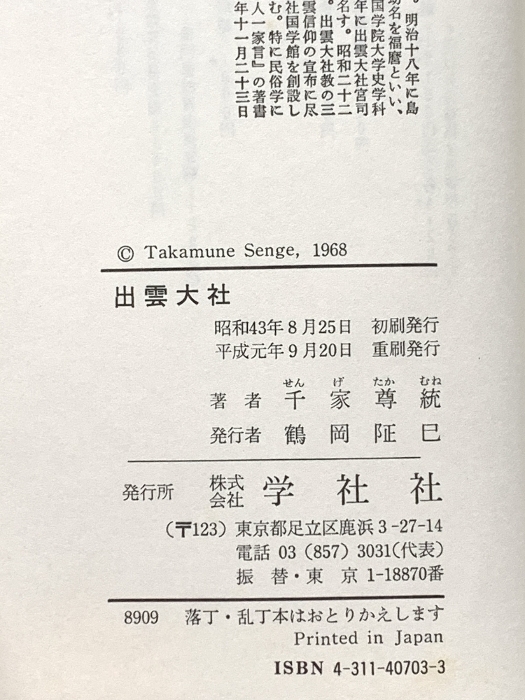 。明治十八年に島
幼名を福麿といい、
国学院大学史学科
年に出雲大社宮司
名す。昭和二十二
。出雲大社教の三
雲信仰の宣布に尽
社国学館を創設し
む。特に民俗学に
人一家言』の著書
年十一月二十三日
© Takamune Senge, 1968
出雲大社
昭和43年8月25日 初刷発行
平成元年9月20日 重刷発行
せん げ たか むね
著者 千家尊統
発行者 鶴岡阷巳
発行所 株式会社 学社社
(〒123) 東京都足立区鹿浜3-27-14
電話 03 (857) 3031(代表)
振替・東京 1-18870番
8909 落丁・乱丁本はおとりかえします
Printed in Japan
ISBN 4-311-40703-3